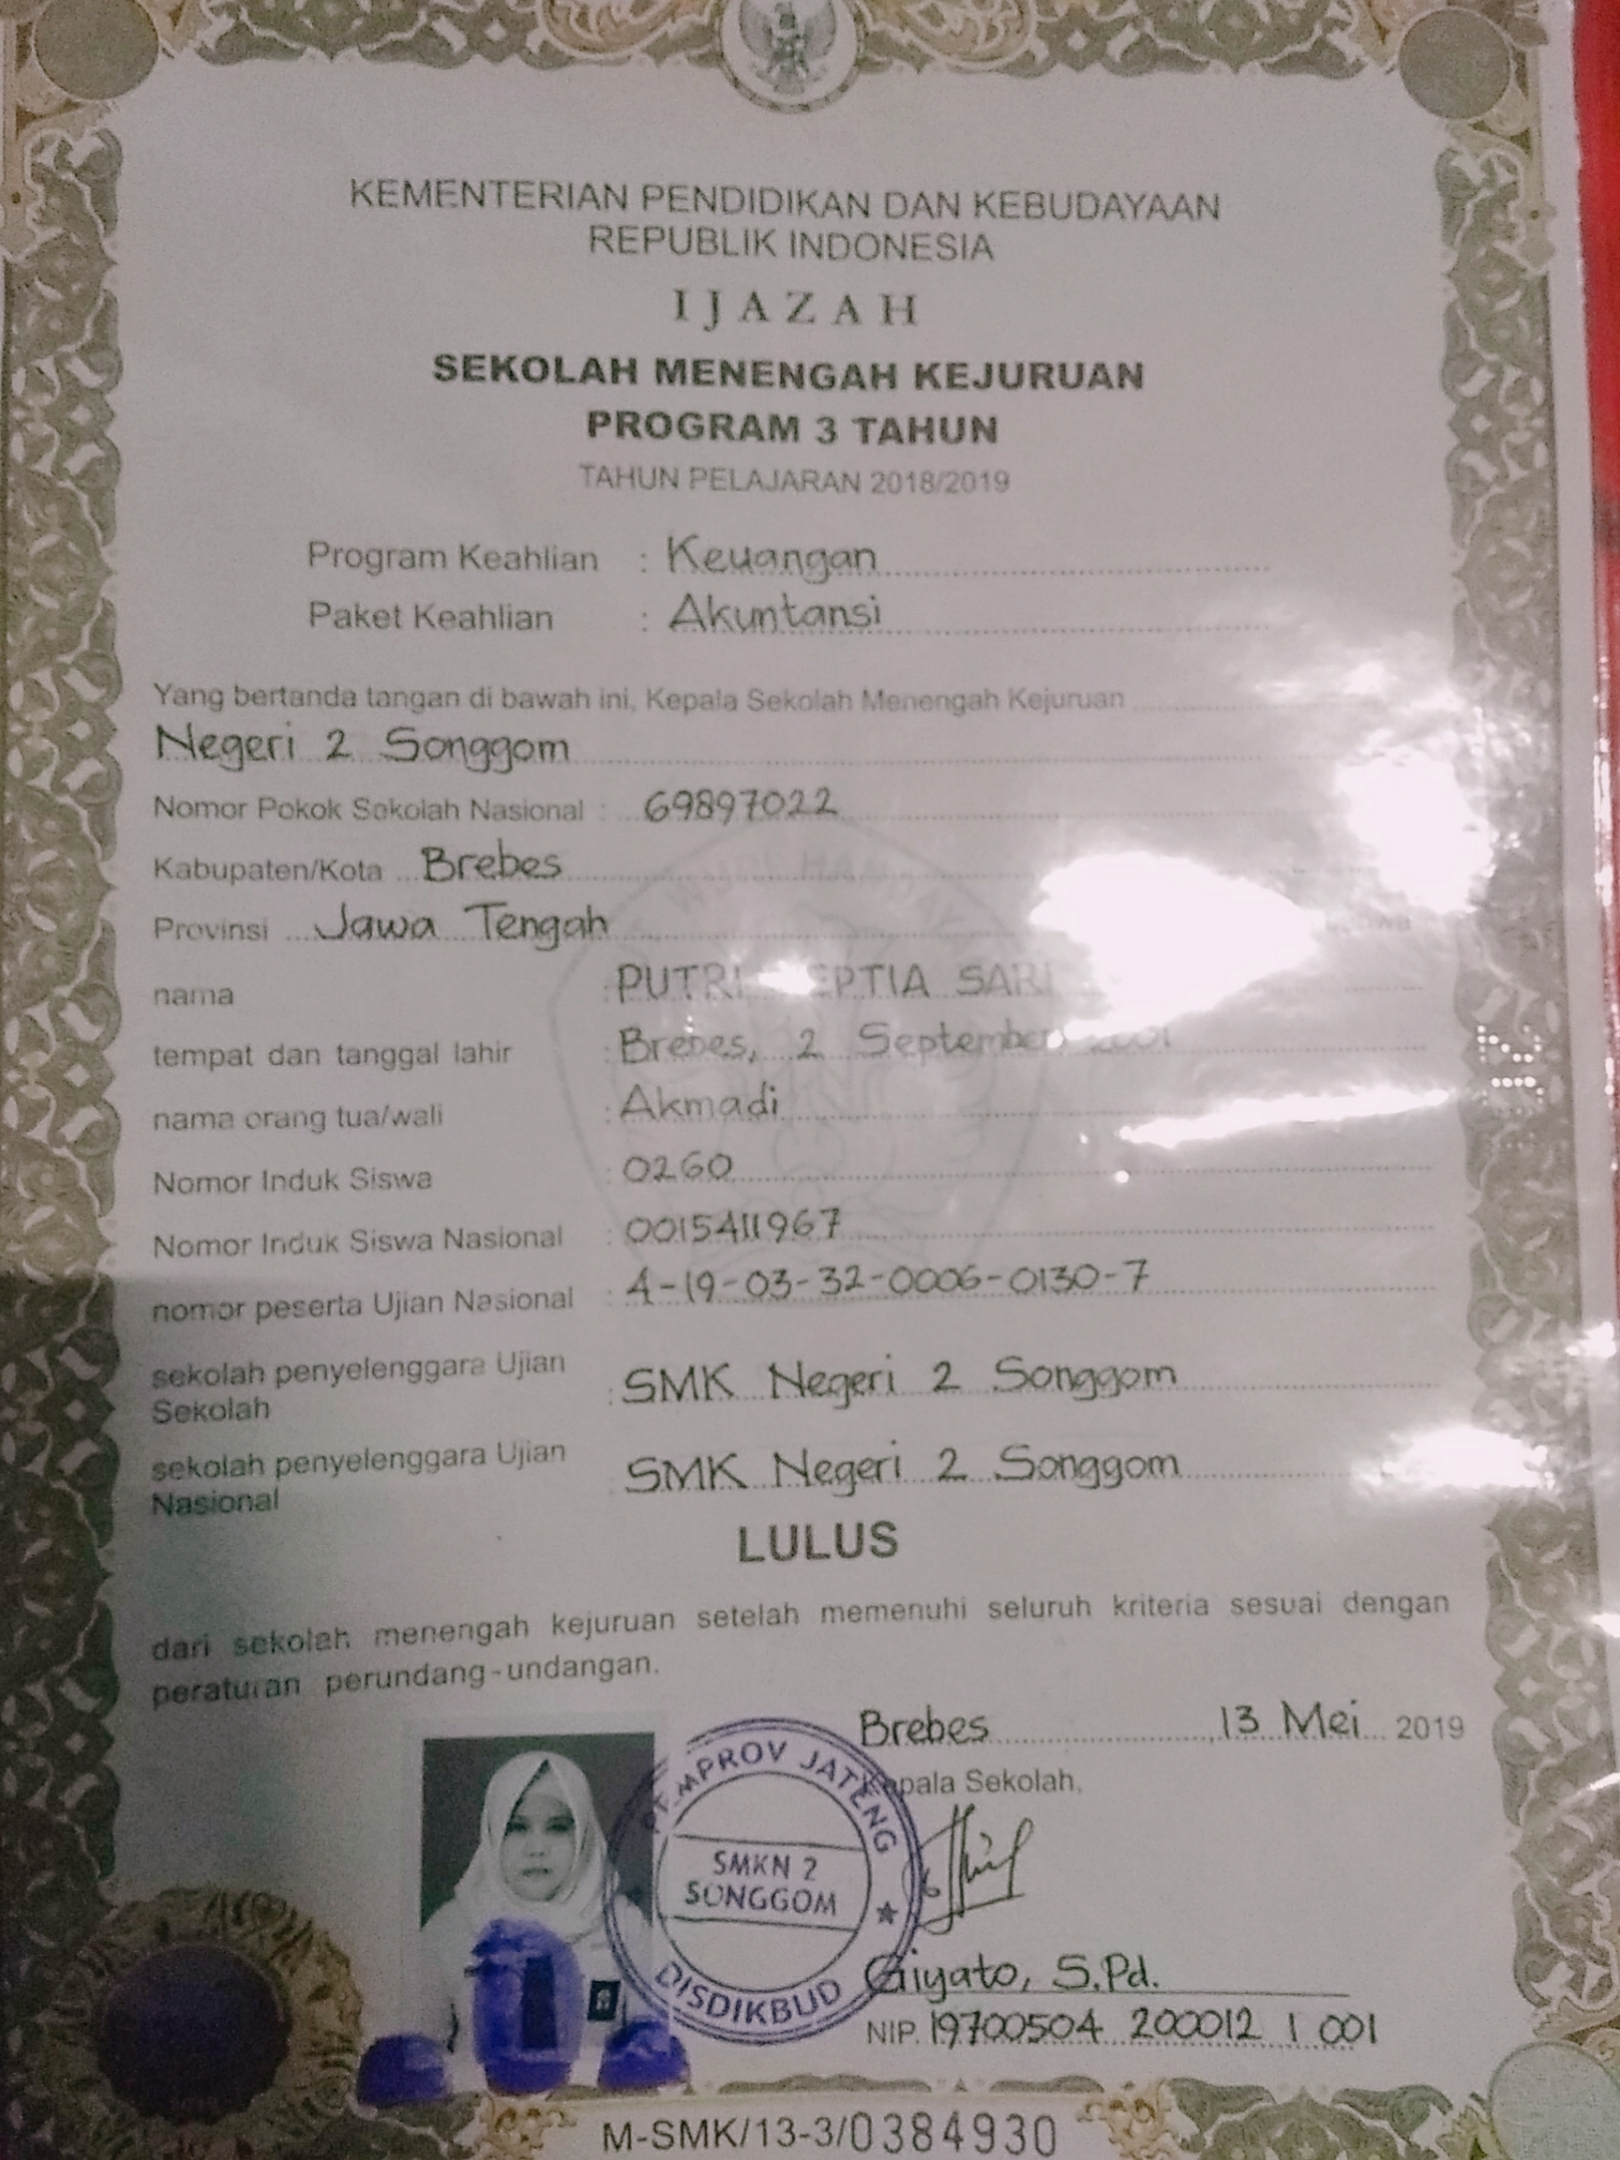 KEMENTERIAN PENDIDIKAN DAN KEBUDAYAAN
REPUBLIK INDONESIA
IJAZAH
SEKOLAH MENENGAH KEJURUAN
PROGRAM 3 TAHUN
TAHUN PELAJARAN 2018/2019
Program Keahlian : Keuangan
Paket Keahlian : Akuntansi
Yang bertanda tangan di bawah ini, Kepala Sekolah Menengah Kejuruan
Negeri 2 Songgom
Nomor Pokok Sekolah Nasional : 69897022
Kabupaten/Kota Brebes
Provinsi Jawa Tengah
nama : PUTRI SEPTIA SARI
tempat dan tanggal lahir : Brebes, 2 September 2001
nama orang tua/wali : Akmadi
Nomor Induk Siswa : 0260
Nomor Induk Siswa Nasional : 0015411967
nomor peserta Ujian Nasional : 4-19-03-32-0006-0130-7
sekolah penyelenggara Ujian
Sekolah : SMK Negeri 2 Songgom
sekolah penyelenggara Ujian
Nasional : SMK Negeri 2 Songgom
LULUS
dari sekolah menengah kejuruan setelah memenuhi seluruh kriteria sesuai dengan
peraturan perundang-undangan.
Brebes, 13 Mei 2019
Kepala Sekolah,
PEMPROV JATENG
SMKN 2
SONGGOM
DISDIKBUD
Giyato, S.Pd.
NIP. 19700504 200012 1 001
M-SMK/13-3/0384930